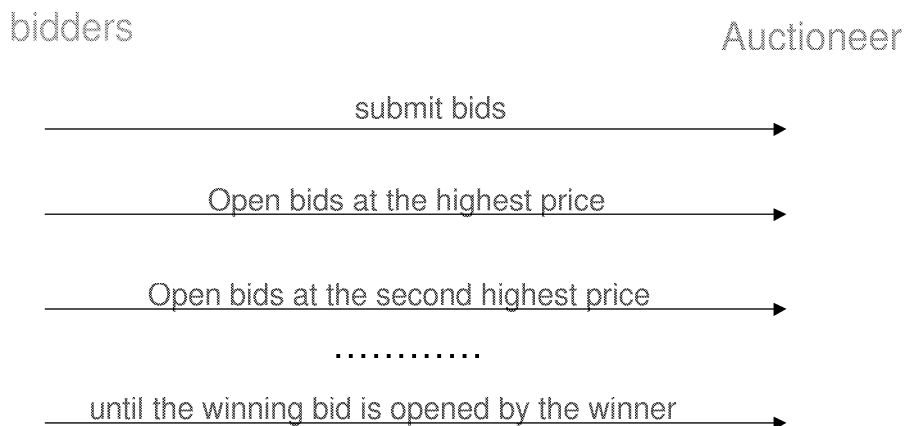 bidders
Auctioneer
submit bids
Open bids at the highest price
Open bids at the second highest price
............
until the winning bid is opened by the winner